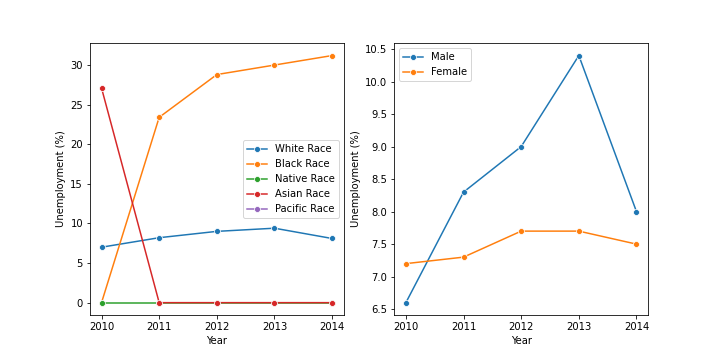 30
25
20
15
10
5
0
Unemployment (%)
2010 2011 2012 2013 2014
Year
White Race
Black Race
Native Race
Asian Race
Pacific Race
10.5
10.0
9.5
9.0
8.5
8.0
7.5
7.0
6.5
Unemployment (%)
2010 2011 2012 2013 2014
Year
Male
Female